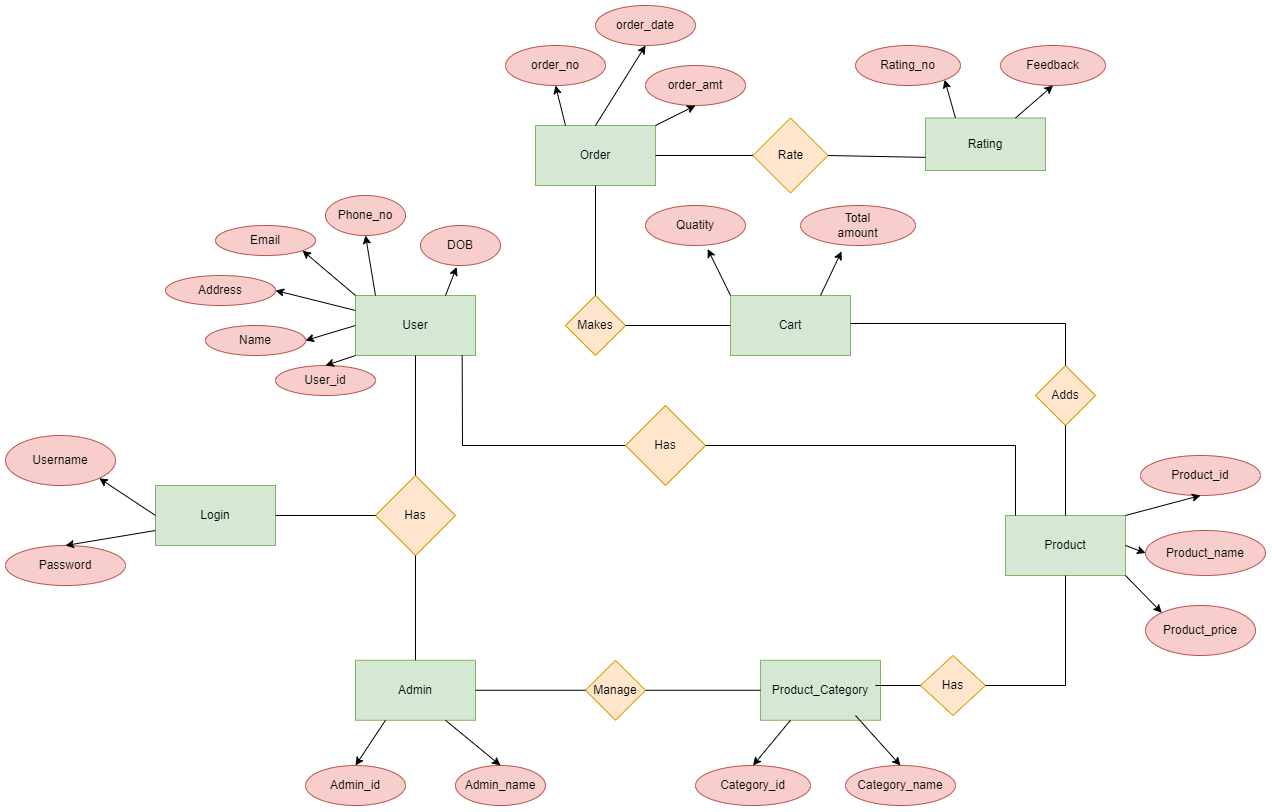 order_date
order_no
Rating_no
Feedback
order_amt
Order
Rate
Rating
Phone_no
Quatity
Total
amount
Email
DOB
Address
User
Makes
Cart
Name
User_id
Adds
Has
Username
Product_id
Login
Has
Product
Product_name
Password
Product_price
Admin
Manage
Product_Category
Has
Admin_id
Admin_name
Category_id
Category_name